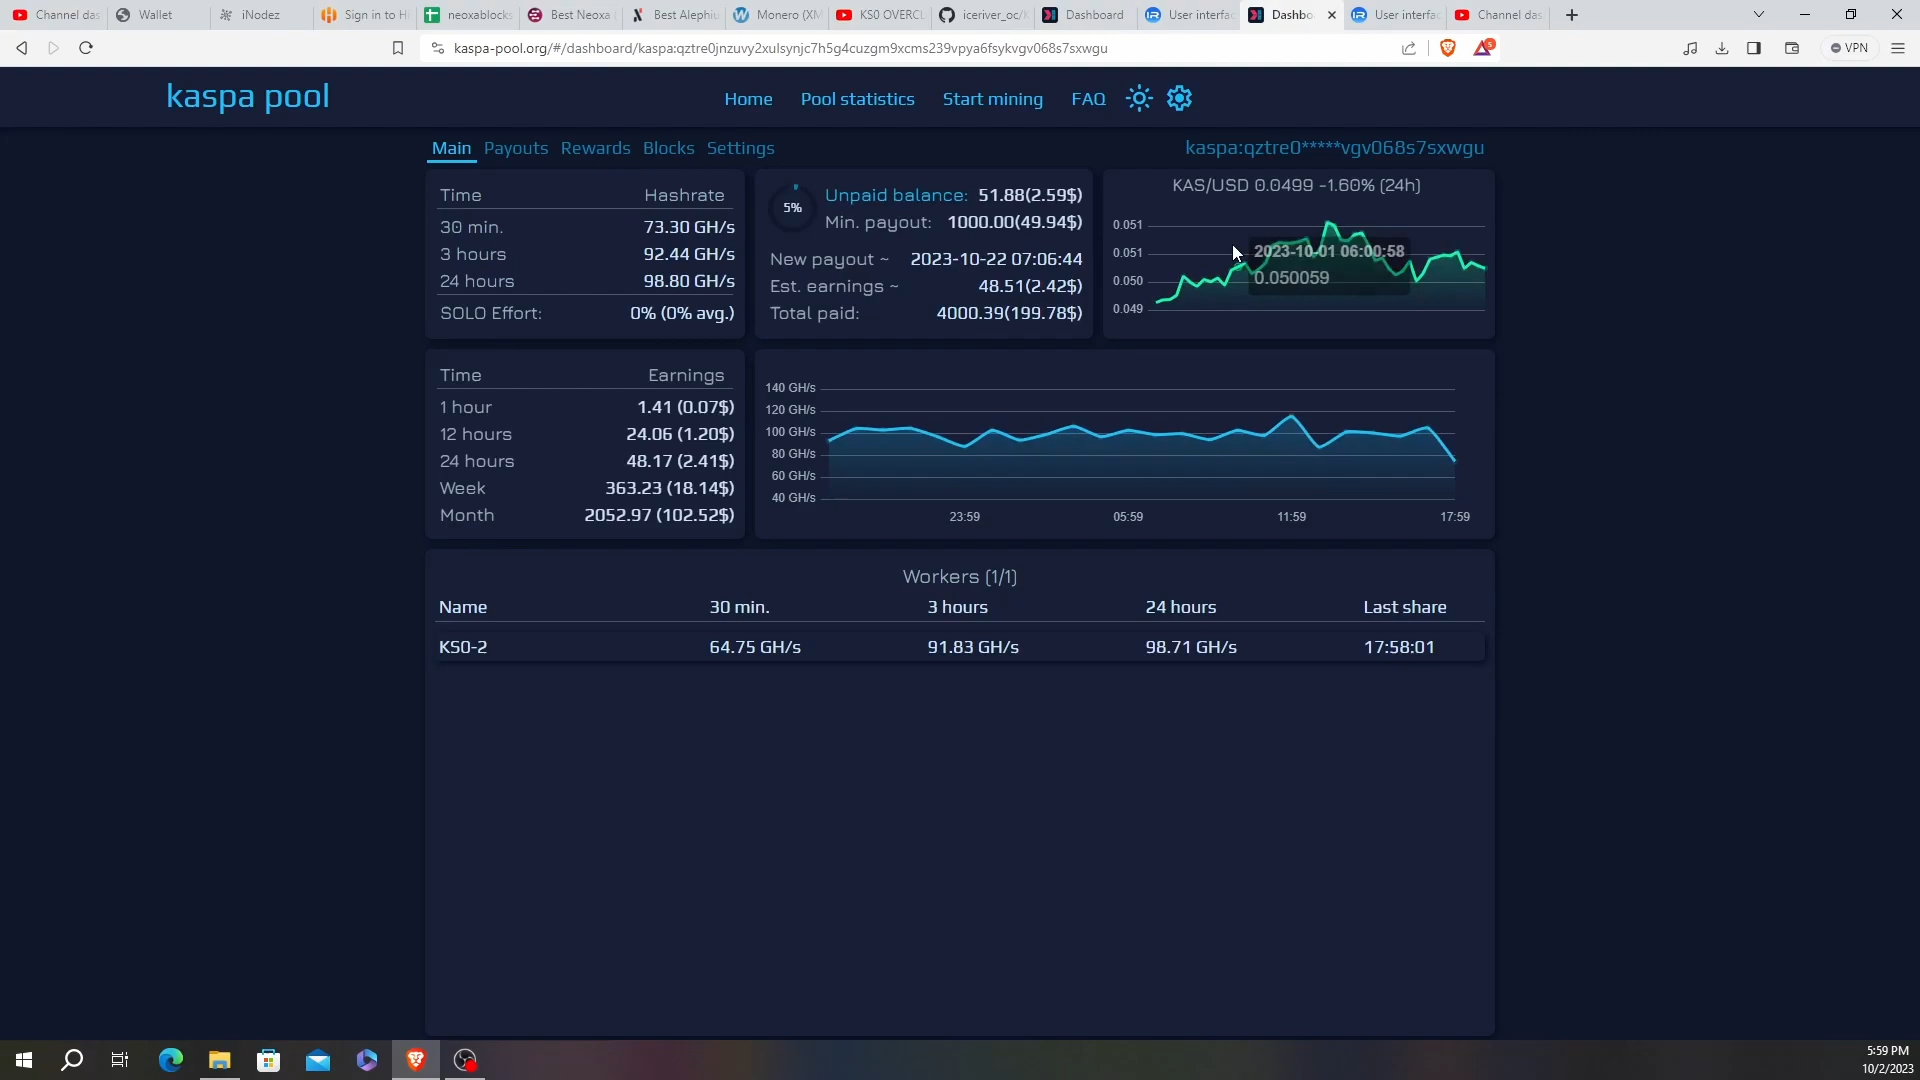 Channel das
Wallet
iNodez
Sign in to Hi
neoxablocks
Best Neoxa
Best Alephiu
Monero (XM
KS0 OVERCL
iceriver_oc/K
Dashboard
User interfac
Dashbo
User interfac
Channel das
kaspa-pool.org/#/dashboard/kaspa:qztre0jnzuvy2xulsynjc7h5g4cuzgm9xcms239vpya6fsykvgv068s7sxwgu
5
VPN
kaspa pool
Home
Pool statistics
Start mining
FAQ
Main
Payouts
Rewards
Blocks
Settings
kaspa:qztre0*****vgv068s7sxwgu
Time Hashrate
30 min. 73.30 GH/s
3 hours 92.44 GH/s
24 hours 98.80 GH/s
SOLO Effort: 0% (0% avg.)
5%
Unpaid balance: 51.88(2.59$)
Min. payout: 1000.00(49.94$)
New payout ~ 2023-10-22 07:06:44
Est. earnings ~ 48.51(2.42$)
Total paid: 4000.39(199.78$)
KAS/USD 0.0499 -1.60% (24h)
0.051
0.051
0.050
0.049
2023-10-01 06:00:58
0.050059
Time Earnings
1 hour 1.41 (0.07$)
12 hours 24.06 (1.20$)
24 hours 48.17 (2.41$)
Week 363.23 (18.14$)
Month 2052.97 (102.52$)
140 GH/s
120 GH/s
100 GH/s
80 GH/s
60 GH/s
40 GH/s
23:59
05:59
11:59
17:59
Workers (1/1)
Name 30 min. 3 hours 24 hours Last share
KS0-2 64.75 GH/s 91.83 GH/s 98.71 GH/s 17:58:01
5:59 PM
10/2/2023